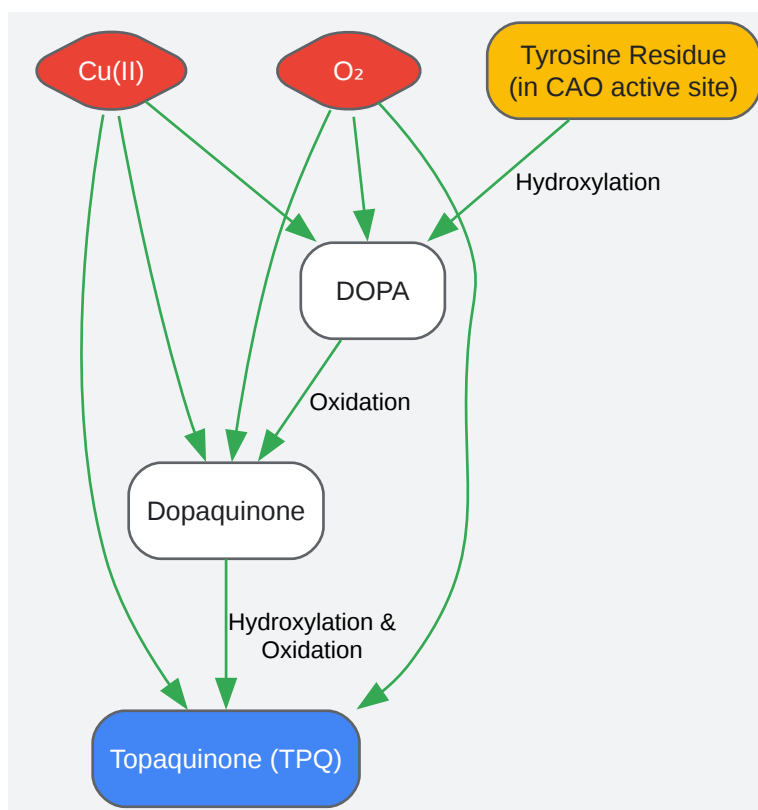 Cu(II)
O₂
Tyrosine Residue
(in CAO active site)
Hydroxylation
DOPA
Oxidation
Dopaquinone
Hydroxylation &
Oxidation
Topaquinone (TPQ)